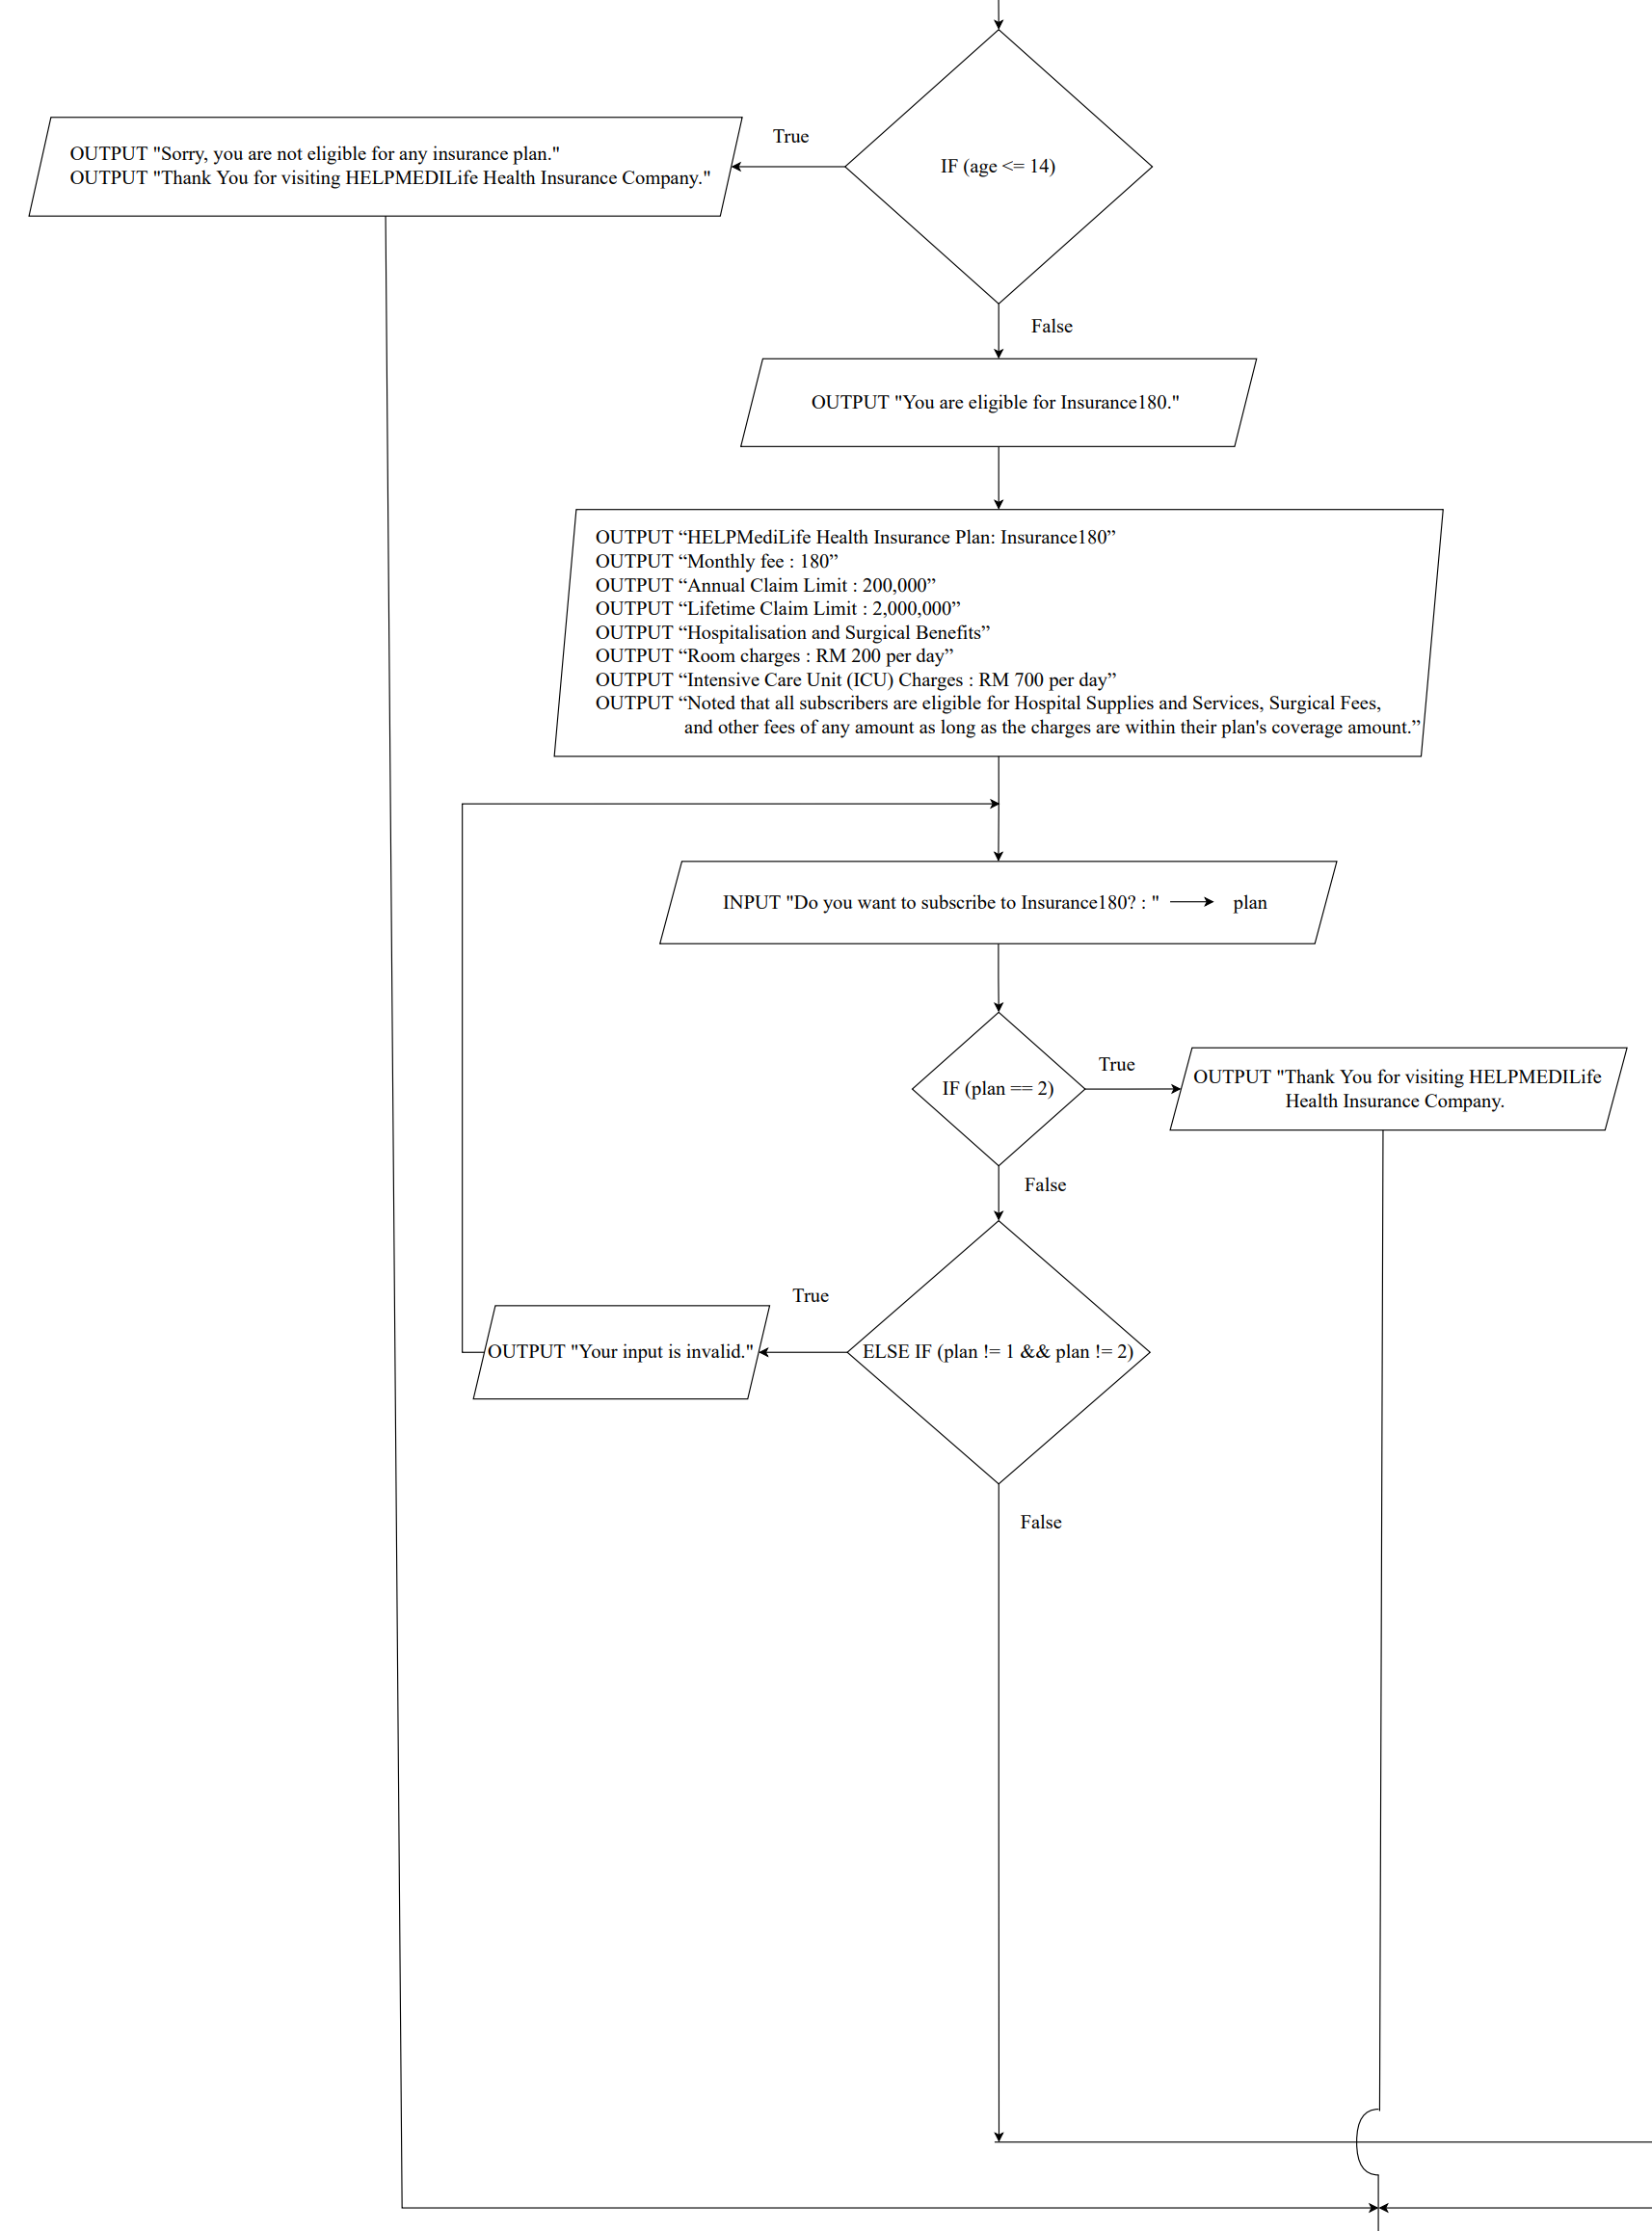 IF (age <= 14)
True
OUTPUT "Sorry, you are not eligible for any insurance plan."
OUTPUT "Thank You for visiting HELPMEDILife Health Insurance Company."
False
OUTPUT "You are eligible for Insurance180."
OUTPUT “HELPMediLife Health Insurance Plan: Insurance180”
OUTPUT “Monthly fee : 180”
OUTPUT “Annual Claim Limit : 200,000”
OUTPUT “Lifetime Claim Limit : 2,000,000”
OUTPUT “Hospitalisation and Surgical Benefits”
OUTPUT “Room charges : RM 200 per day”
OUTPUT “Intensive Care Unit (ICU) Charges : RM 700 per day”
OUTPUT “Noted that all subscribers are eligible for Hospital Supplies and Services, Surgical Fees,
and other fees of any amount as long as the charges are within their plan's coverage amount.”
INPUT "Do you want to subscribe to Insurance180? : " plan
IF (plan == 2)
True
OUTPUT "Thank You for visiting HELPMEDILife
Health Insurance Company.
False
ELSE IF (plan != 1 && plan != 2)
True
OUTPUT "Your input is invalid."
False